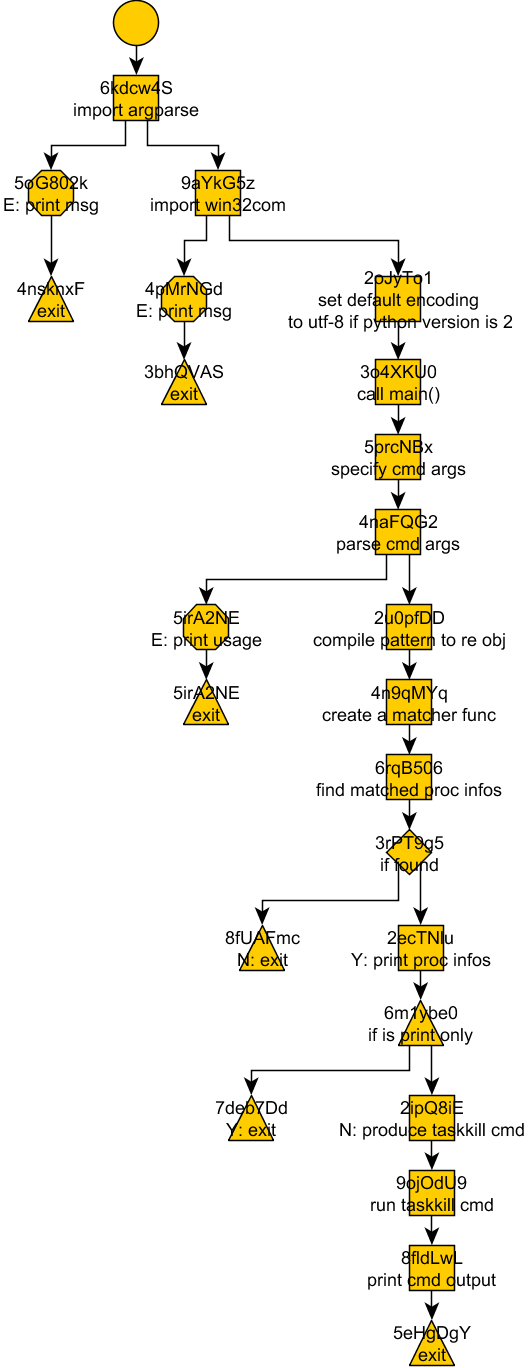 6kdcw4S
import argparse
5oG802k
E: print msg
9aYkG5z
import win32com
4nsknxF
exit
4pMrNGd
E: print msg
2oJyTo1
set default encoding
to utf-8 if python version is 2
3bhQVAS
exit
3o4XKU0
call main()
5prcNBx
specify cmd args
4naFQG2
parse cmd args
5irA2NE
E: print usage
2u0pfDD
compile pattern to re obj
5irA2NE
exit
4n9qMYq
create a matcher func
6rqB506
find matched proc infos
3rPT9g5
if found
8fUAFmc
N: exit
2ecTNIu
Y: print proc infos
6m1ybe0
if is print only
7deb7Dd
Y: exit
2ipQ8iE
N: produce taskkill cmd
9ojOdU9
run taskkill cmd
8fIdLwL
print cmd output
5eHgDgY
exit